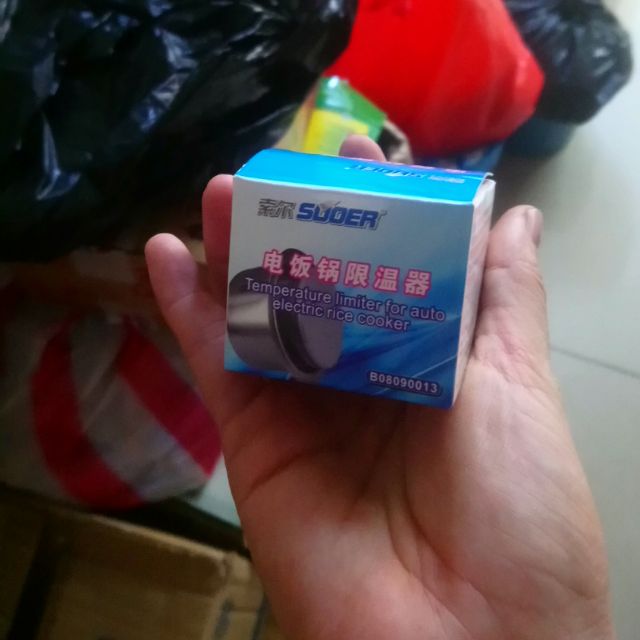 索尔 SUOER
电饭锅限温器
Temperature limiter for auto
electric rice cooker
B08090013